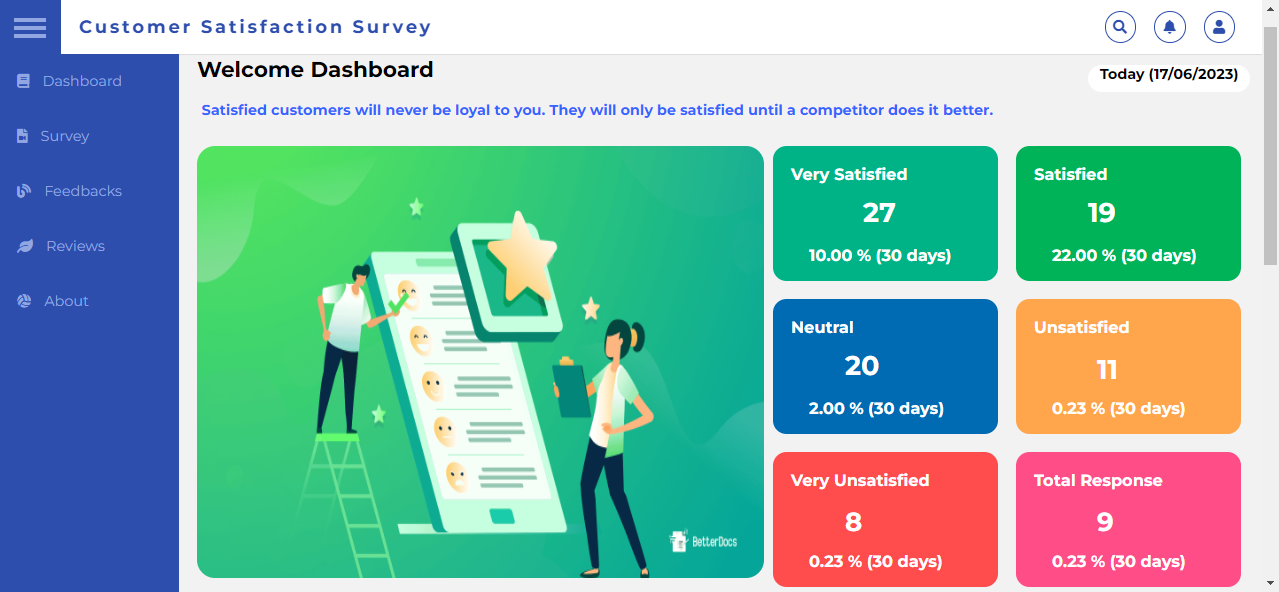 Customer Satisfaction Survey
Dashboard
Survey
Feedbacks
Reviews
About
Welcome Dashboard
Today (17/06/2023)
Satisfied customers will never be loyal to you. They will only be satisfied until a competitor does it better.
BetterDocs
Very Satisfied
27
10.00 % (30 days)
Satisfied
19
22.00 % (30 days)
Neutral
20
2.00 % (30 days)
Unsatisfied
11
0.23 % (30 days)
Very Unsatisfied
8
0.23 % (30 days)
Total Response
9
0.23 % (30 days)